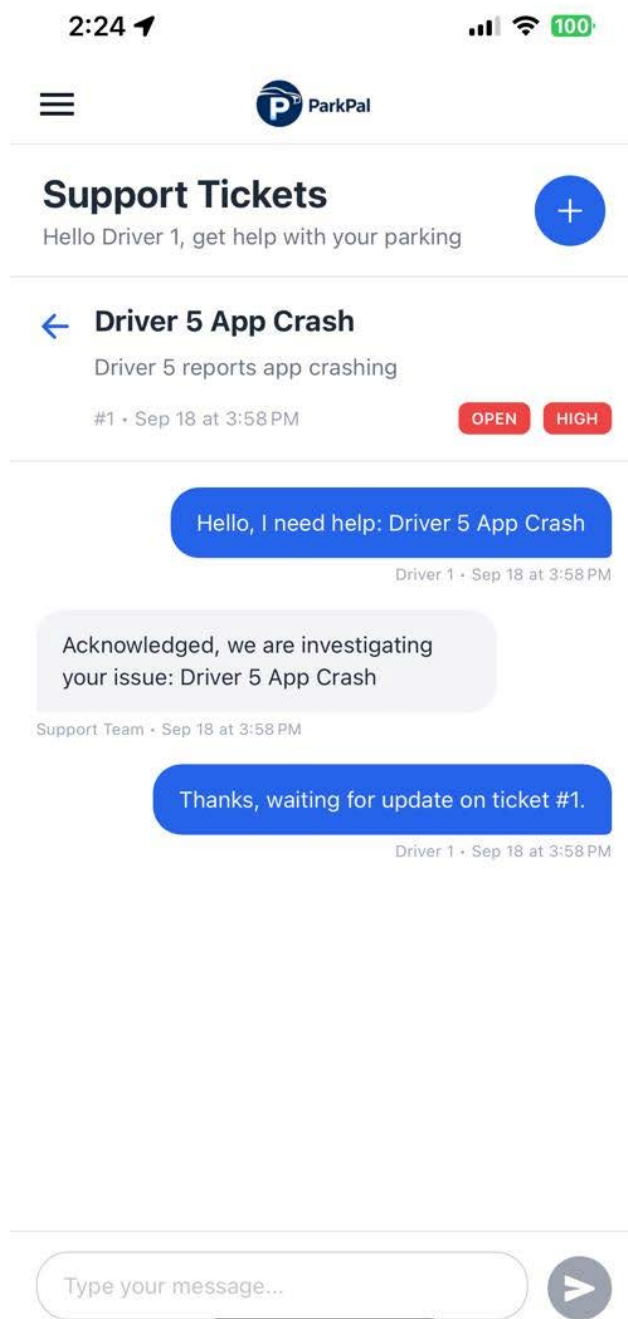 2:24
100
P ParkPal
Support Tickets
Hello Driver 1, get help with your parking
Driver 5 App Crash
Driver 5 reports app crashing
#1 • Sep 18 at 3:58 PM
OPEN HIGH
Hello, I need help: Driver 5 App Crash
Driver 1 • Sep 18 at 3:58 PM
Acknowledged, we are investigating
your issue: Driver 5 App Crash
Support Team • Sep 18 at 3:58 PM
Thanks, waiting for update on ticket #1.
Driver 1 • Sep 18 at 3:58 PM
Type your message...